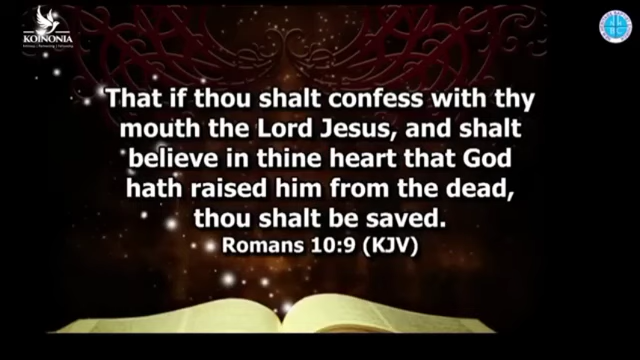 KOINONIA
That if thou shalt confess with thy
mouth the Lord Jesus, and shalt
believe in thine heart that God
hath raised him from the dead,
thou shalt be saved.
Romans 10:9 (KJV)